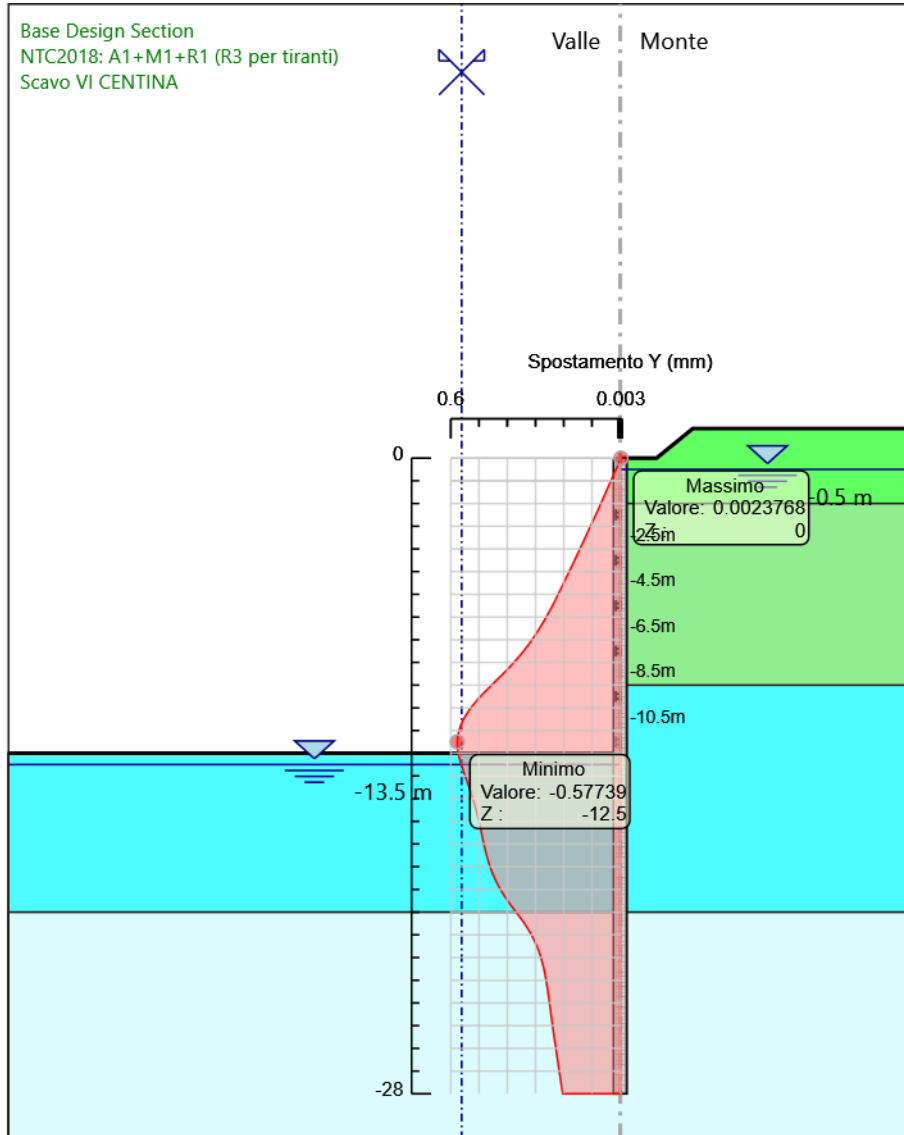 Base Design Section
NTC2018: A1+M1+R1 (R3 per tiranti)
Scavo VI CENTINA
Valle Monte
Spostamento Y (mm)
0.6 0.003
0
Massimo
Valore: 0.0023768
Z : 0
-0.5 m
-2.5m
-4.5m
-6.5m
-8.5m
-10.5m
Minimo
Valore: -0.57739
Z : -12.5
-13.5 m
-28